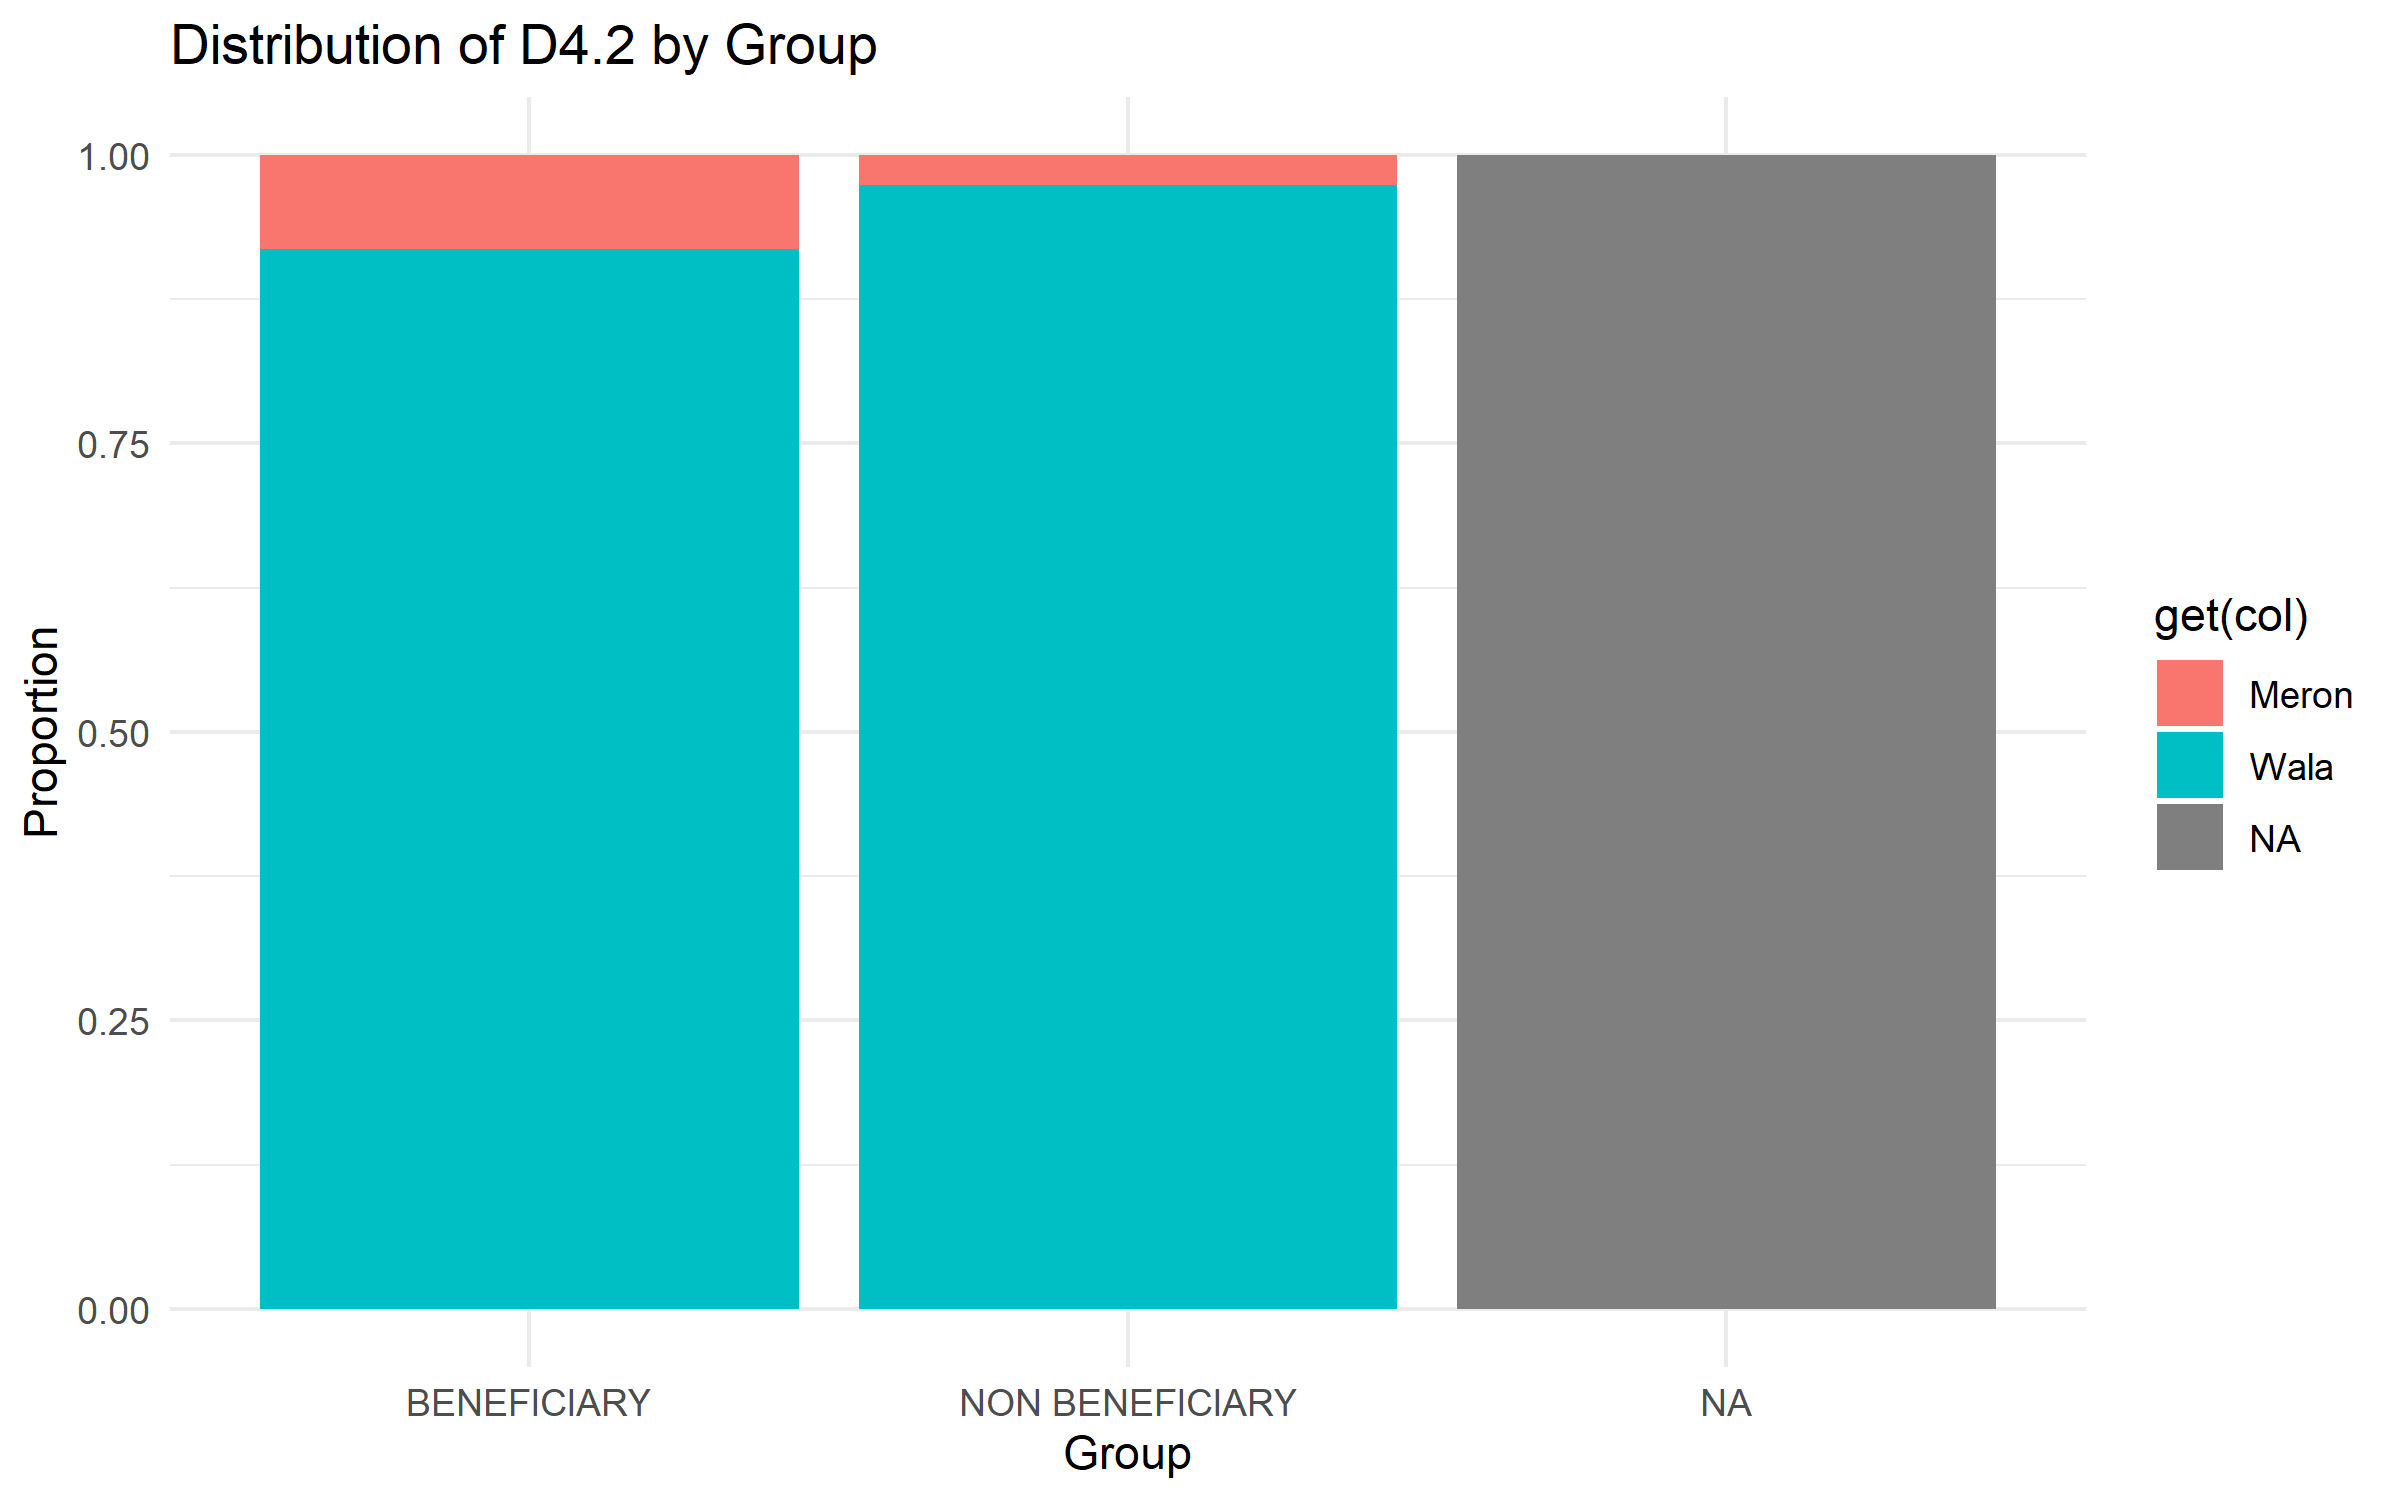 Distribution of D4.2 by Group
1.00
0.75
0.50
0.25
0.00
Proportion
BENEFICIARY
NON BENEFICIARY
NA
Group
get(col)
Meron
Wala
NA